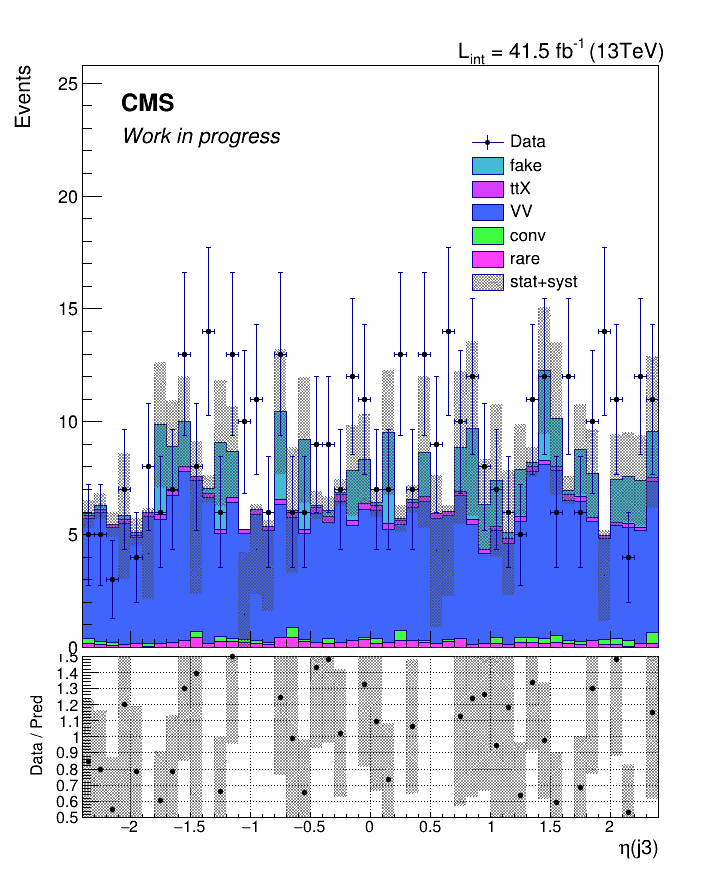 L_int = 41.5 fb^-1 (13TeV)
Events
25
CMS
Work in progress
Data
fake
ttX
VV
conv
rare
stat+syst
20
15
10
5
0
1.5
1.4
1.3
1.2
1.1
1
0.9
0.8
0.7
0.6
0.5
Data / Pred
−2
−1.5
−1
−0.5
0
0.5
1
1.5
2
η(j3)